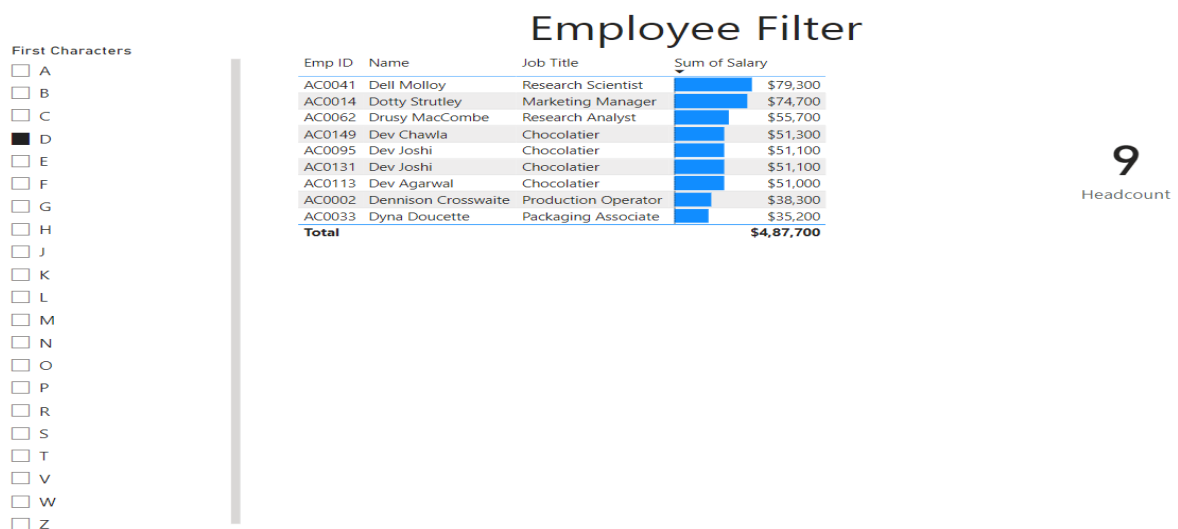 Employee Filter
First Characters
A
B
C
D
E
F
G
H
J
K
L
M
N
O
P
R
S
T
V
W
Z
Emp ID Name Job Title Sum of Salary
AC0041 Dell Molloy Research Scientist $79,300
AC0014 Dotty Strutley Marketing Manager $74,700
AC0062 Drusy MacCombe Research Analyst $55,700
AC0149 Dev Chawla Chocolatier $51,300
AC0095 Dev Joshi Chocolatier $51,100
AC0131 Dev Joshi Chocolatier $51,100
AC0113 Dev Agarwal Chocolatier $51,000
AC0002 Dennison Crosswaite Production Operator $38,300
AC0033 Dyna Doucette Packaging Associate $35,200
Total $4,87,700
9
Headcount